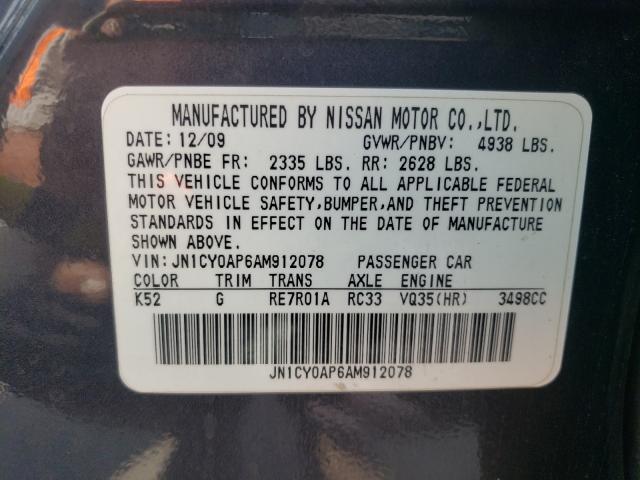 MANUFACTURED BY NISSAN MOTOR CO.,LTD.
DATE: 12/09 GVWR/PNBV: 4938 LBS.
GAWR/PNBE FR: 2335 LBS. RR: 2628 LBS.
THIS VEHICLE CONFORMS TO ALL APPLICABLE FEDERAL
MOTOR VEHICLE SAFETY,BUMPER,AND THEFT PREVENTION
STANDARDS IN EFFECT ON THE DATE OF MANUFACTURE
SHOWN ABOVE.
VIN:JN1CY0AP6AM912078 PASSENGER CAR
COLOR TRIM TRANS AXLE ENGINE
K52 G RE7R01A RC33 VQ35(HR) 3498CC
JN1CY0AP6AM912078